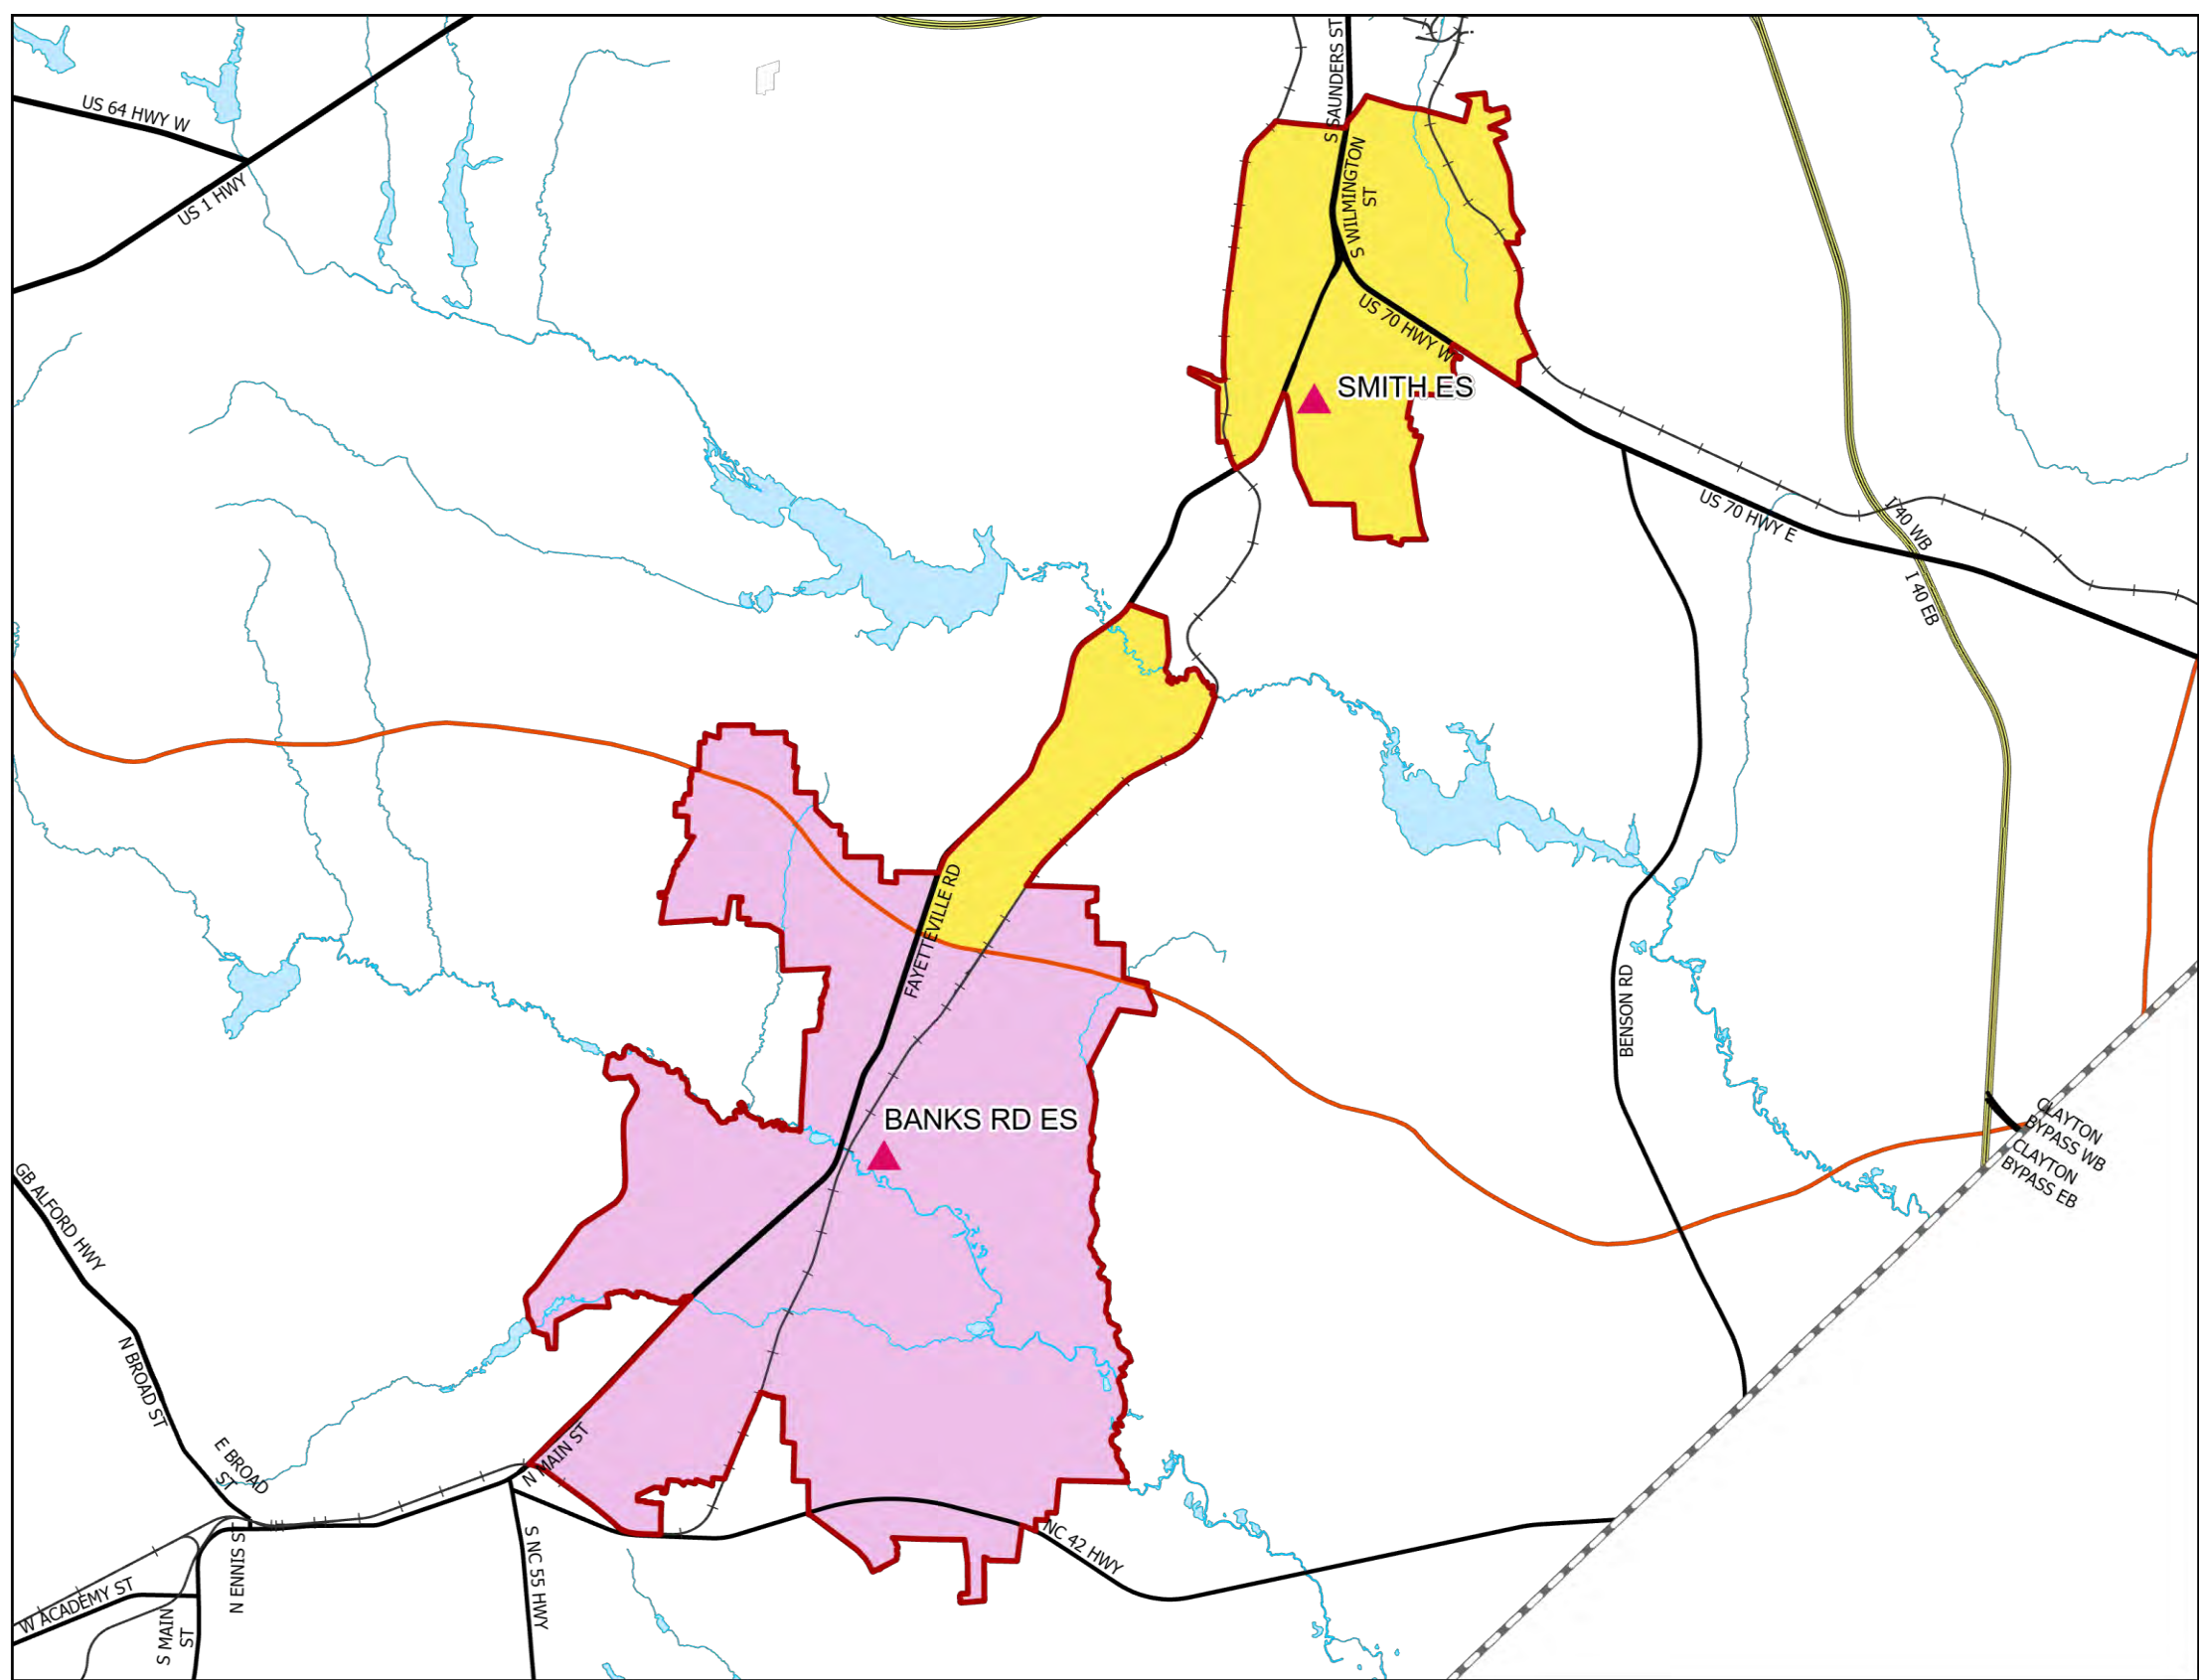 S SAUNDERS ST
US 64 HWY W
US 1 HWY
S WILMINGTON
ST
US 70 HWY W
SMITH ES
US 70 HWY E
I 40 WB
I 40 EB
FAYETTEVILLE RD
BENSON RD
BANKS RD ES
CLAYTON
BYPASS WB
CLAYTON
BYPASS EB
GB ALFORD HWY
N BROAD ST
E BROAD
ST
N MAIN ST
NC 42 HWY
S NC 55 HWY
N ENNIS ST
W ACADEMY ST
S MAIN
ST